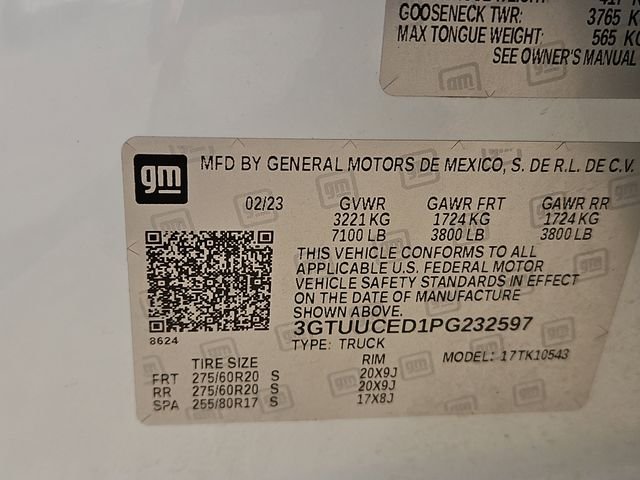 GOOSENECK TWR: 3765 KG
MAX TONGUE WEIGHT: 565 KG
SEE OWNER'S MANUAL
gm MFD BY GENERAL MOTORS DE MEXICO, S. DE R.L. DE C.V.
02/23 GVWR GAWR FRT GAWR RR
3221 KG 1724 KG 1724 KG
7100 LB 3800 LB 3800 LB
THIS VEHICLE CONFORMS TO ALL
APPLICABLE U.S. FEDERAL MOTOR
VEHICLE SAFETY STANDARDS IN EFFECT
ON THE DATE OF MANUFACTURE
SHOWN ABOVE.
3GTUUCED1PG232597
8624 TYPE: TRUCK MODEL: 17TK10543
TIRE SIZE RIM
FRT 275/60R20 S 20X9J
RR 275/60R20 S 20X9J
SPA 255/80R17 S 17X8J